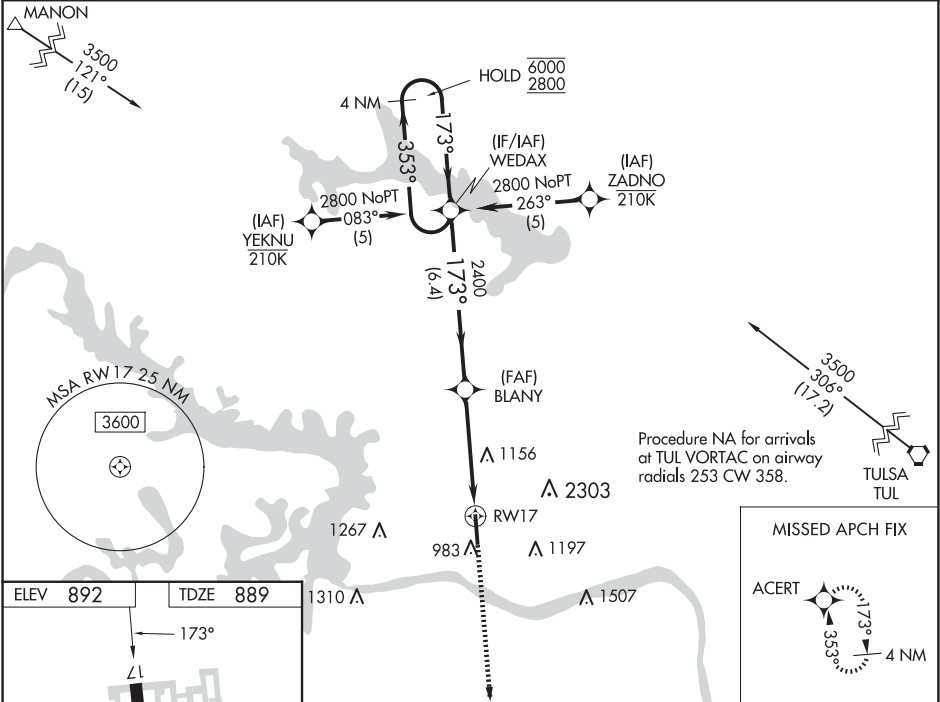 MANON
3500
121°
(15)
HOLD 6000
2800
4 NM
173°
353°
(IF/IAF)
WEDAX
(IAF)
ZADNO
210K
2800 NoPT
263°
(5)
2800 NoPT
083°
(5)
(IAF)
YEKNU
210K
2400
173°
(6.4)
(FAF)
BLANY
MSA RW17 25 NM
3600
3500
306°
(17.2)
TULSA
TUL
Procedure NA for arrivals
at TUL VORTAC on airway
radials 253 CW 358.
1156
2303
RW17
1267
983
1197
1310
1507
MISSED APCH FIX
ACERT
173°
353°
4 NM
ELEV 892
TDZE 889
173°
17